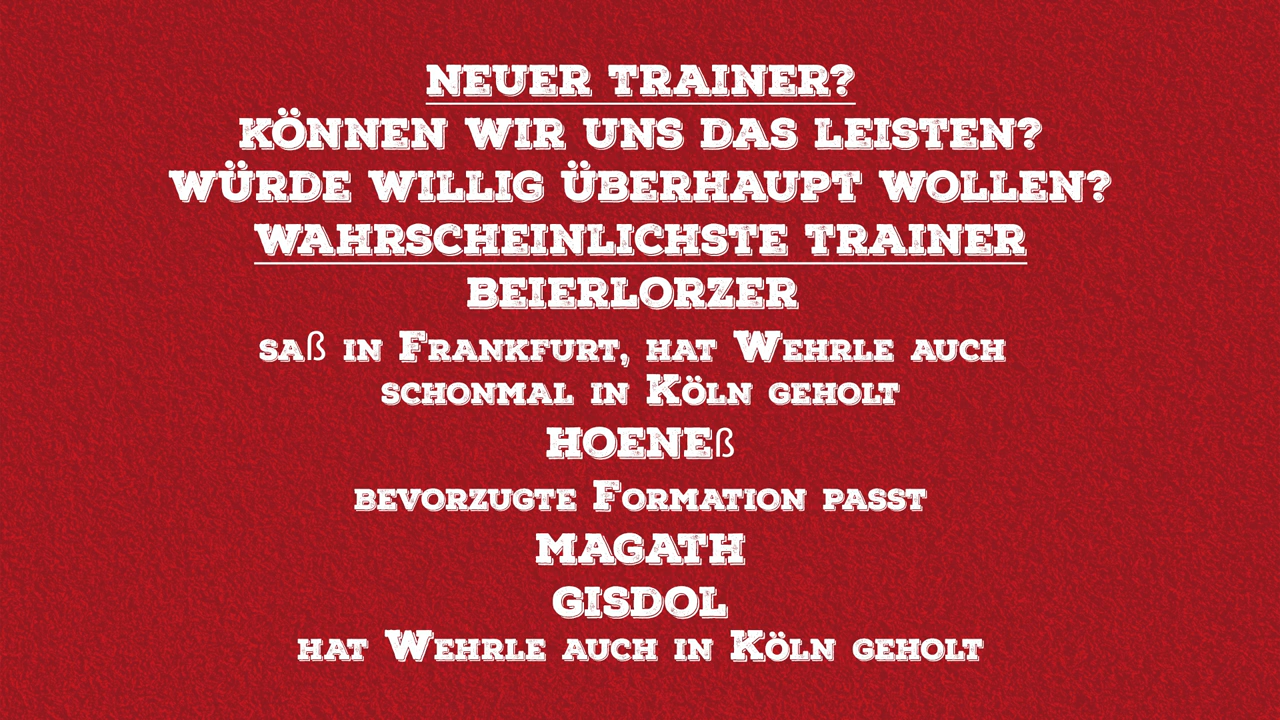 NEUER TRAINER?
KÖNNEN WIR UNS DAS LEISTEN?
WÜRDE WILLIG ÜBERHAUPT WOLLEN?
WAHRSCHEINLICHSTE TRAINER
BEIERLORZER
saß in Frankfurt, hat Wehrle auch
schonmal in Köln geholt
HOENEß
bevorzugte Formation passt
MAGATH
GISDOL
hat Wehrle auch in Köln geholt